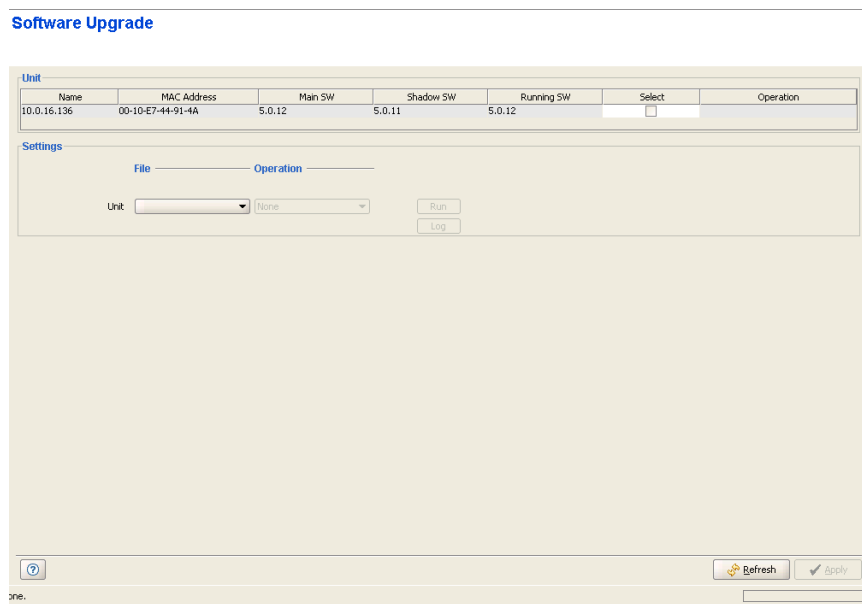 Software Upgrade
Unit
Name MAC Address Main SW Shadow SW Running SW Select Operation
10.0.16.136 00-10-E7-44-91-4A 5.0.12 5.0.11 5.0.12
Settings
File Operation
Unit None Run
Log
? Refresh Apply
one.